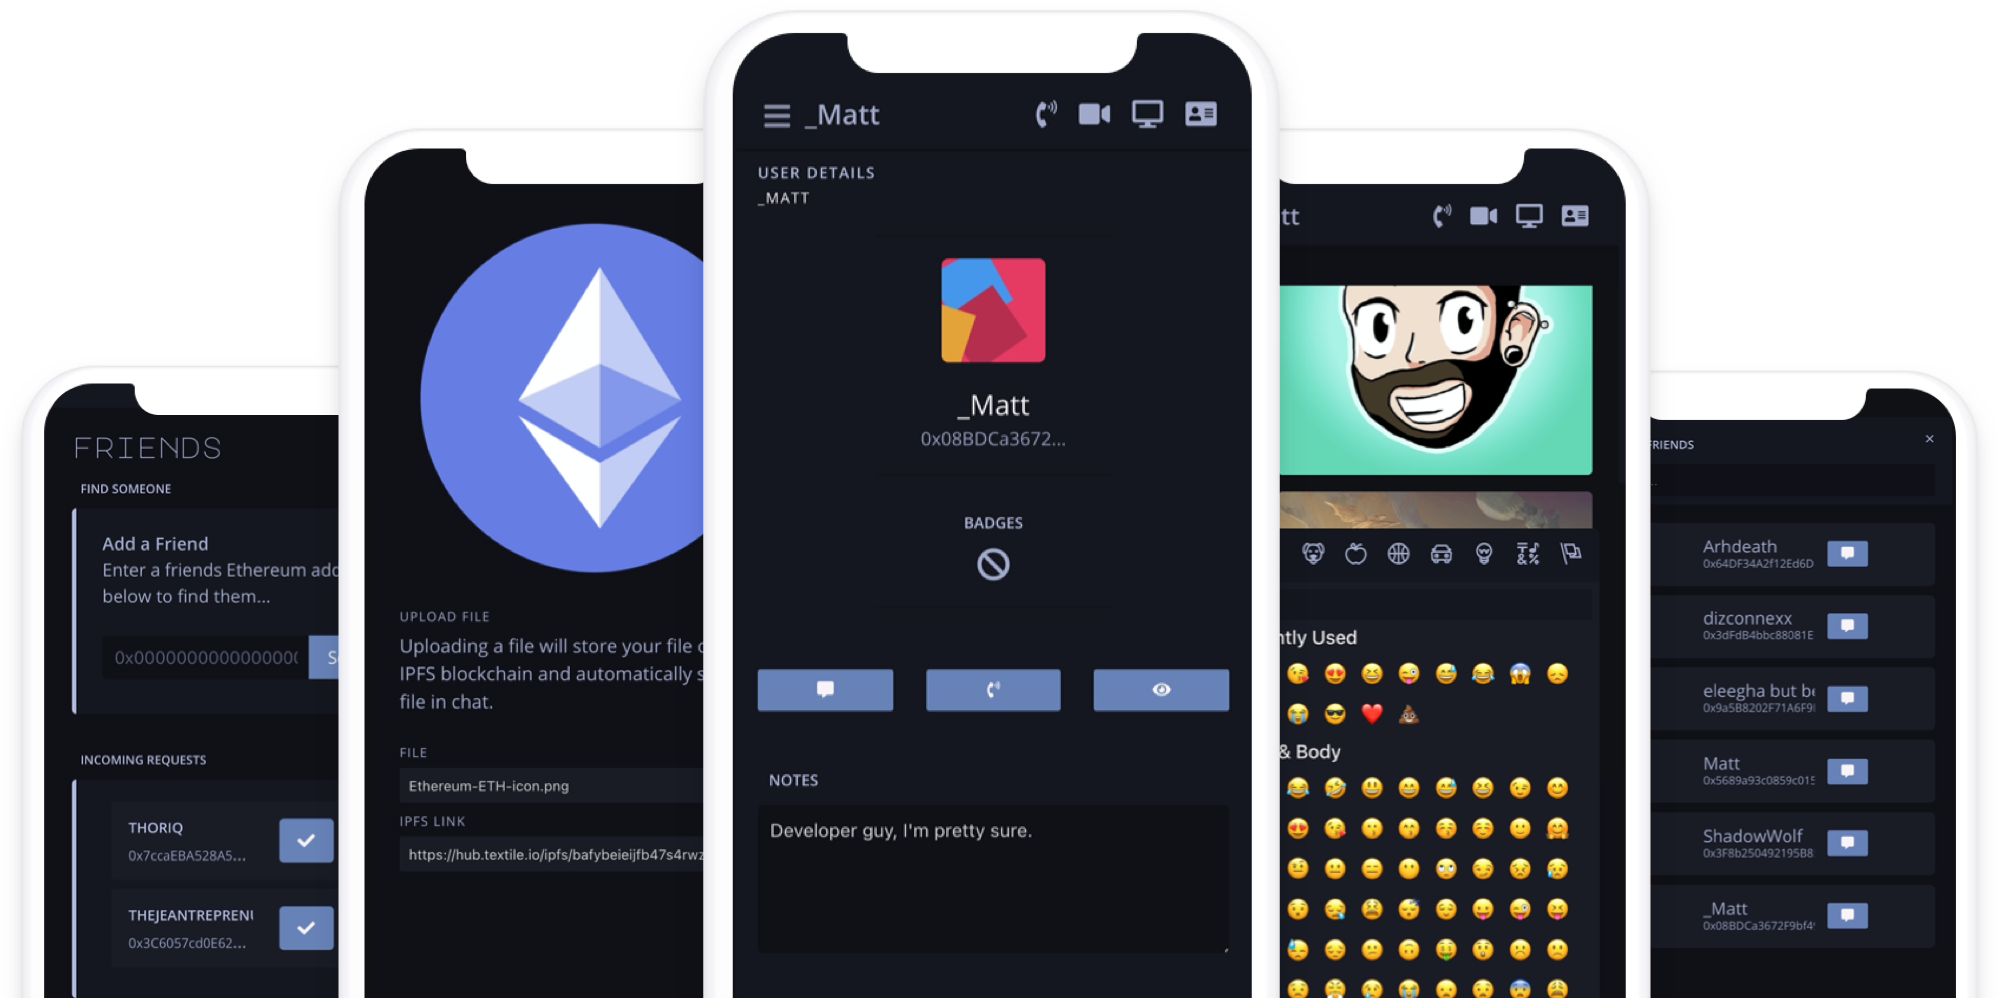 FRIENDS
FIND SOMEONE
Add a Friend
Enter a friends Ethereum add
below to find them...
0x000000000000000(
INCOMING REQUESTS
THORIQ
0x7ccaEBA528A5...
THEJEANTREPREN
0x3C6057cd0E62...
UPLOAD FILE
Uploading a file will store your file
IPFS blockchain and automatically
file in chat.
FILE
Ethereum-ETH-icon.png
IPFS LINK
https://hub.textile.io/ipfs/bafybeieijfb47s4rwz
_Matt
USER DETAILS
_MATT
_Matt
0x08BDCa3672...
BADGES
NOTES
Developer guy, I'm pretty sure.
tt
ntly Used
& Body
FRIENDS
Arhdeath
0x64DF34A2f12Ed6D
dizconnexx
0x3dFdB4bbc88081E
eleegha but be
0x9a5B8202F71A6F9
Matt
0x5689a93c0859c015
ShadowWolf
0x3F8b250492195B8
_Matt
0x08BDCa3672F9bf4